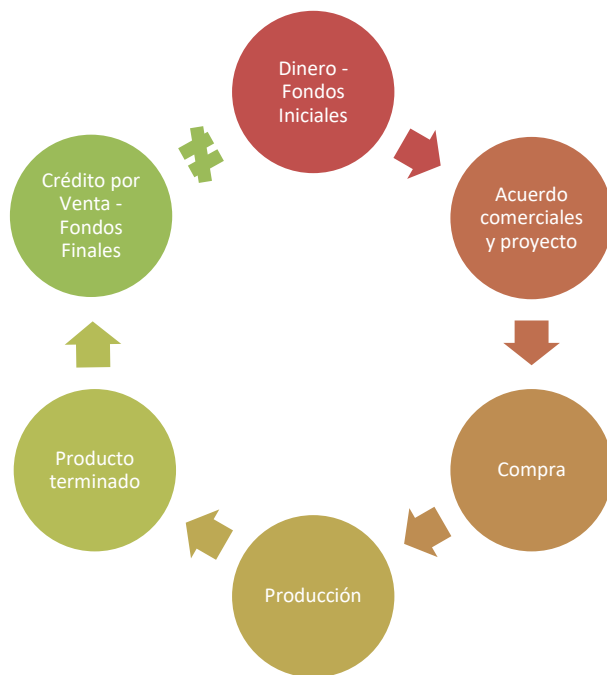 Dinero -
Fondos
Iniciales
Acuerdo
comerciales
y proyecto
Compra
Producción
Producto
terminado
Crédito por
Venta -
Fondos
Finales